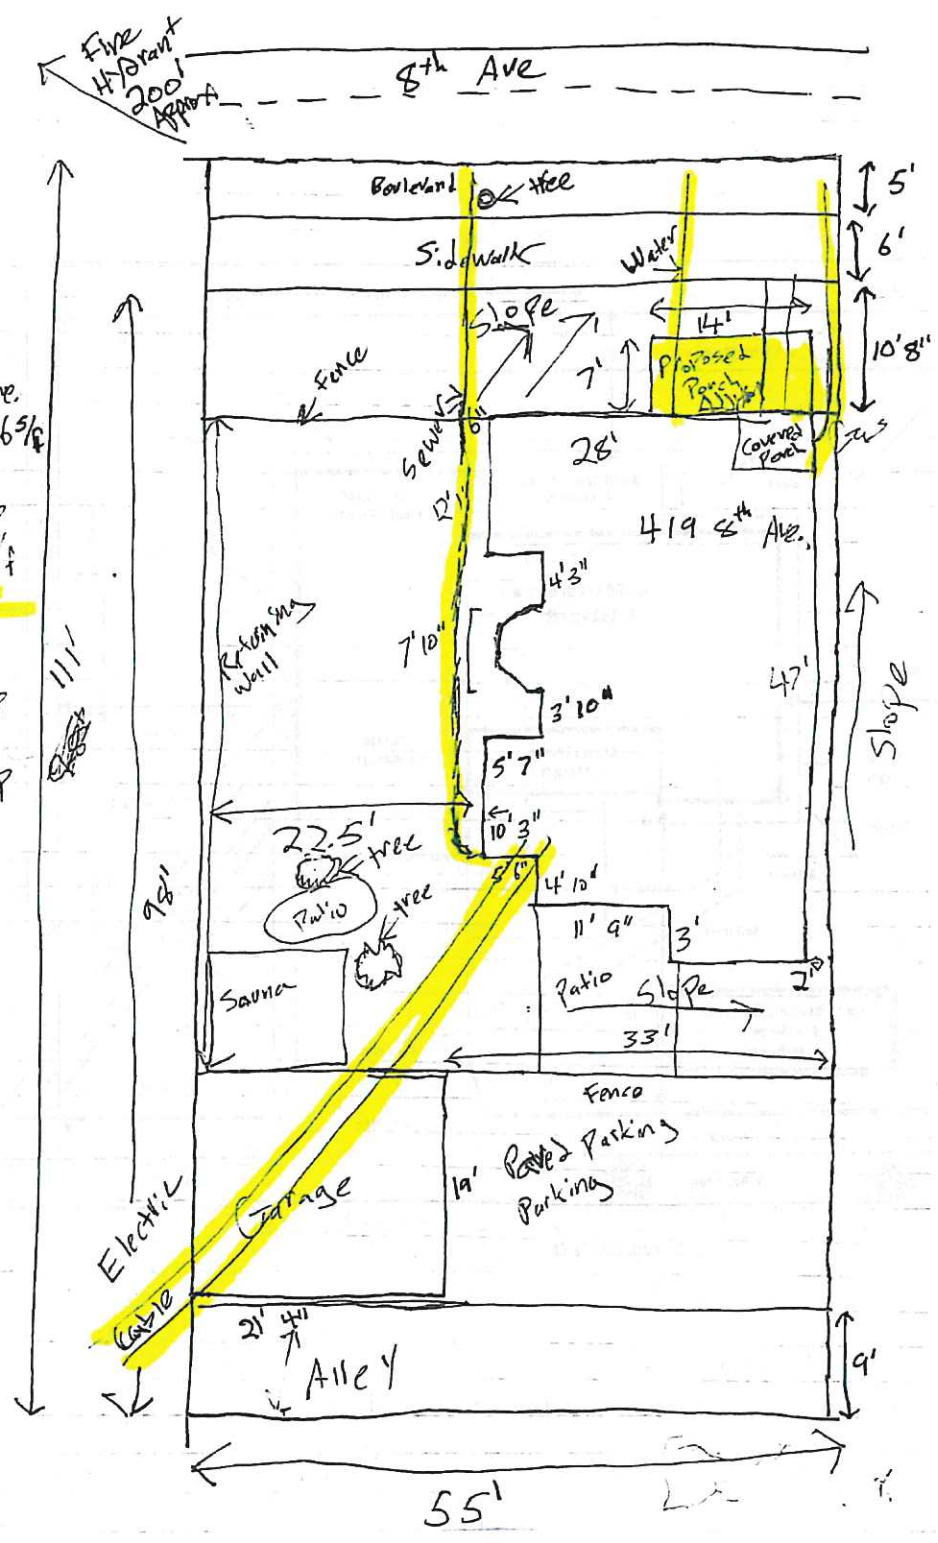 Fire
Hydrant
200'
Approx
8th Ave
Boulevard
tree
5'
Sidewalk
6'
Water
Slope
14'
10' 8"
7'
Proposed
Porch
Fence
Sewer
6"
28'
Covered
Porch
12'
419 8th Ave.
4' 3"
7' 10"
Retaining
Wall
111'
47'
Slope
3' 10"
5' 7"
22.5'
10' 3"
tree
5' 6"
4' 10"
Patio
tree
11' 9"
3'
98'
Sauna
Patio
Slope
2'
33'
Fence
19'
Paved Parking
Parking
Garage
Electric
Cable
21' 4"
Alley
9'
55'